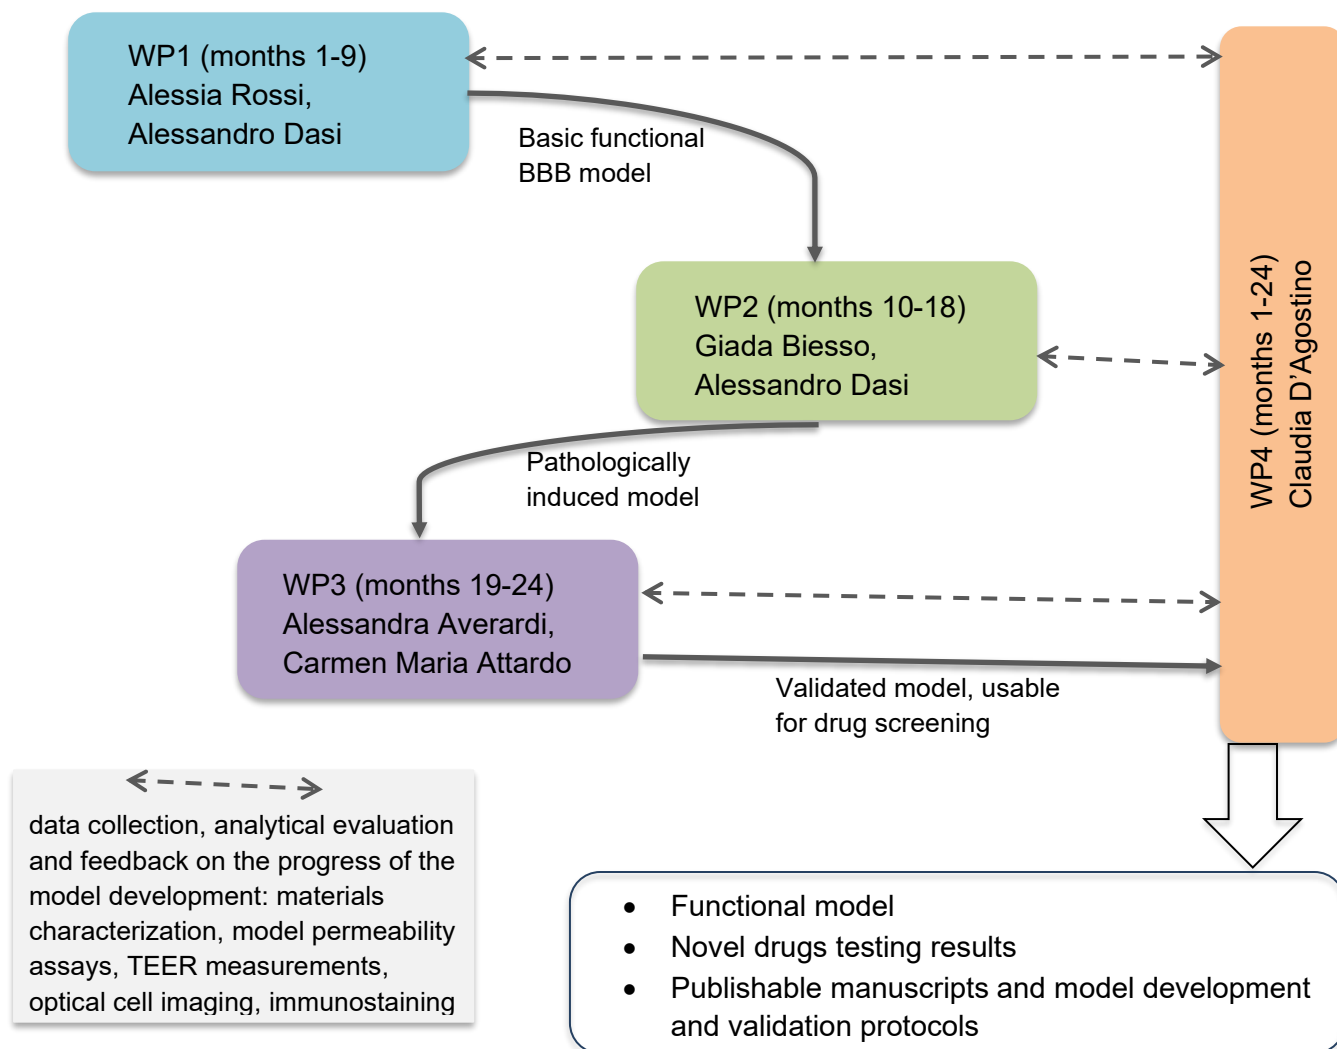 WP1 (months 1-9)
Alessia Rossi,
Alessandro Dasi
Basic functional
BBB model
WP2 (months 10-18)
Giada Biesso,
Alessandro Dasi
Pathologically
induced model
WP3 (months 19-24)
Alessandra Averardi,
Carmen Maria Attardo
Validated model, usable
for drug screening
WP4 (months 1-24)
Claudia D’Agostino
data collection, analytical evaluation
and feedback on the progress of the
model development: materials
characterization, model permeability
assays, TEER measurements,
optical cell imaging, immunostaining
• Functional model
• Novel drugs testing results
• Publishable manuscripts and model development
and validation protocols